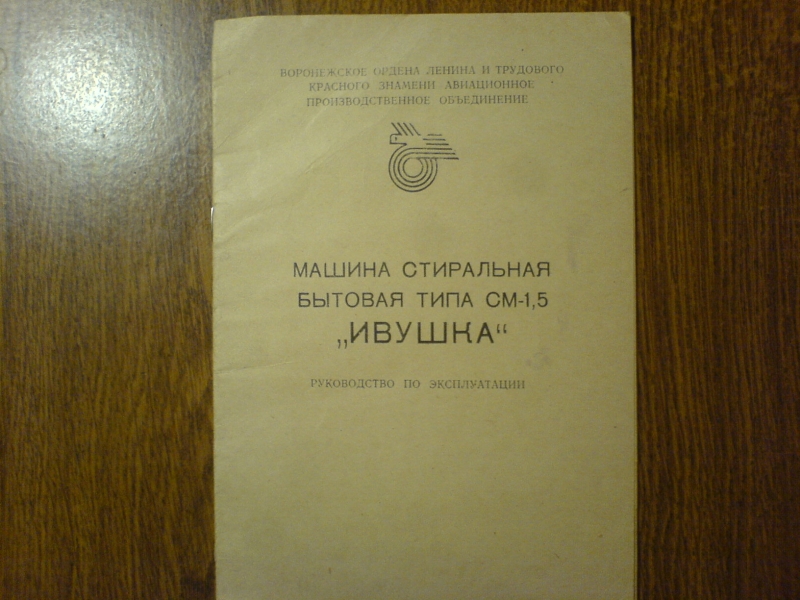 ВОРОНЕЖСКОЕ ОРДЕНА ЛЕНИНА И ТРУДОВОГО
КРАСНОГО ЗНАМЕНИ АВИАЦИОННОЕ
ПРОИЗВОДСТВЕННОЕ ОБЪЕДИНЕНИЕ
МАШИНА СТИРАЛЬНАЯ
БЫТОВАЯ ТИПА СМ-1,5
„ИВУШКА“
РУКОВОДСТВО ПО ЭКСПЛУАТАЦИИ